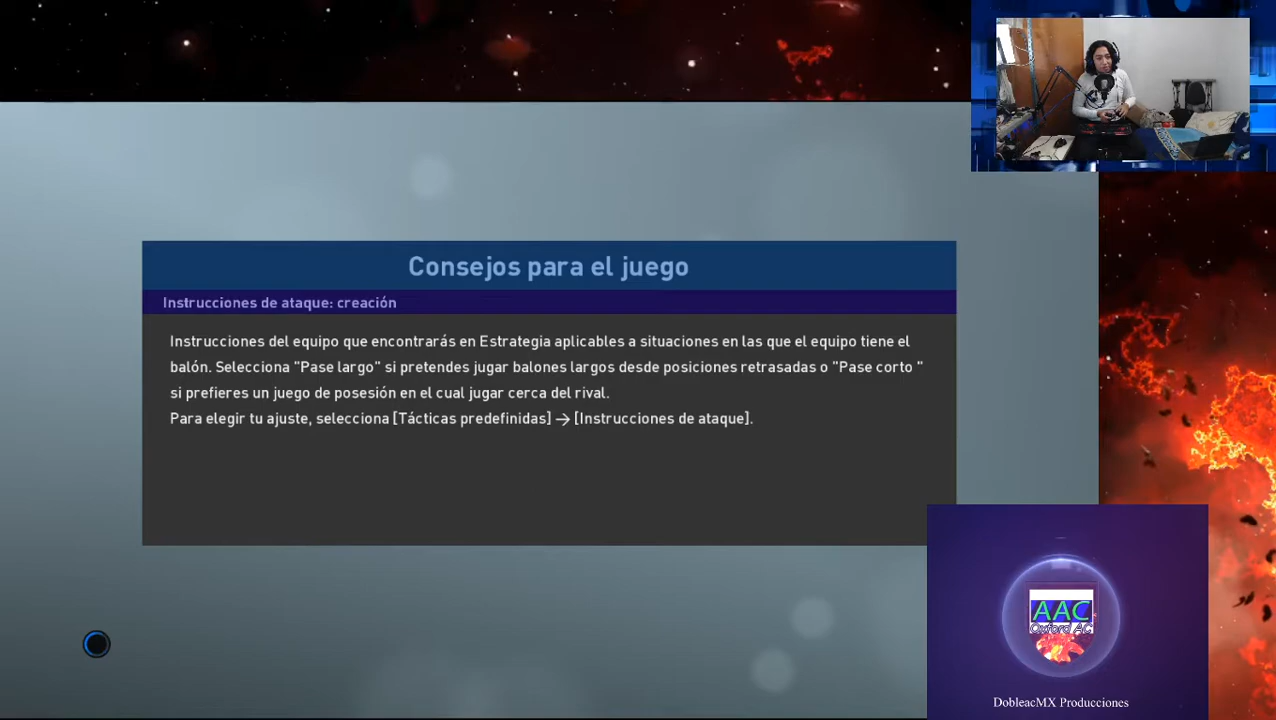 Consejos para el juego
Instrucciones de ataque: creación
Instrucciones del equipo que encontrarás en Estrategia aplicables a situaciones en las que el equipo tiene el
balón. Selecciona "Pase largo" si pretendes jugar balones largos desde posiciones retrasadas o "Pase corto "
si prefieres un juego de posesión en el cual jugar cerca del rival.
Para elegir tu ajuste, selecciona [Tácticas predefinidas] → [Instrucciones de ataque].
AAC
Oxford AC
DobleacMX Producciones